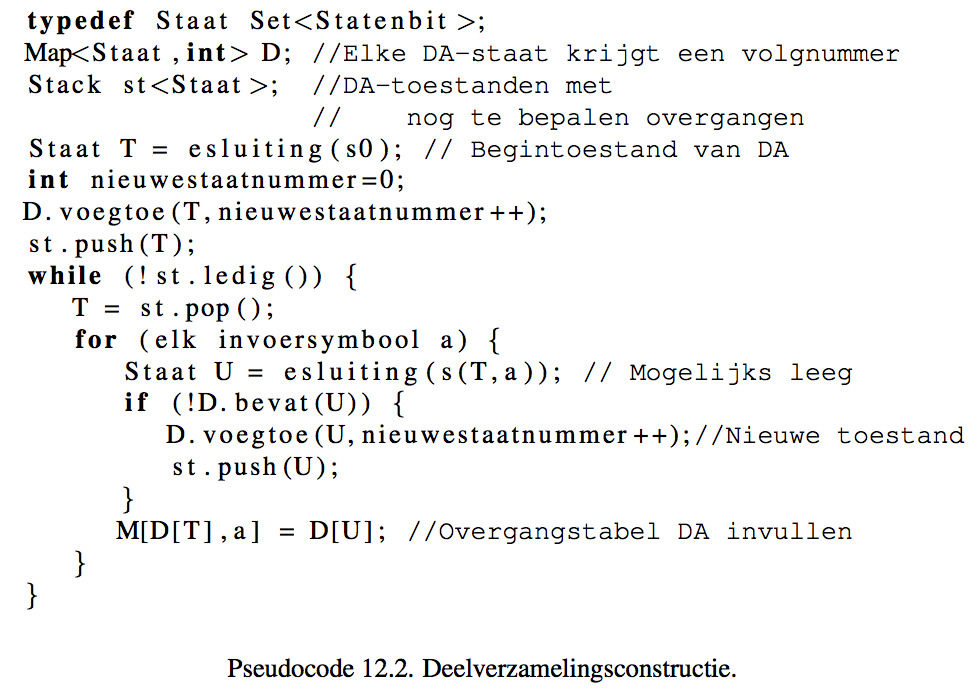 typedef Staat Set<Statenbit>;
Map<Staat,int> D; //Elke DA-staat krijgt een volgnummer
Stack st<Staat>; //DA-toestanden met
// nog te bepalen overgangen
Staat T = esluiting(s0); // Begintoestand van DA
int nieuwestaatnummer=0;
D.voegtoe(T,nieuwestaatnummer++);
st.push(T);
while (!st.ledig()) {
T = st.pop();
for (elk invoersymbool a) {
Staat U = esluiting(s(T,a)); // Mogelijks leeg
if (!D.bevat(U)) {
D.voegtoe(U,nieuwestaatnummer++);//Nieuwe toestand
st.push(U);
}
M[D[T],a] = D[U]; //Overgangstabel DA invullen
}
}
Pseudocode 12.2. Deelverzamelingsconstructie.